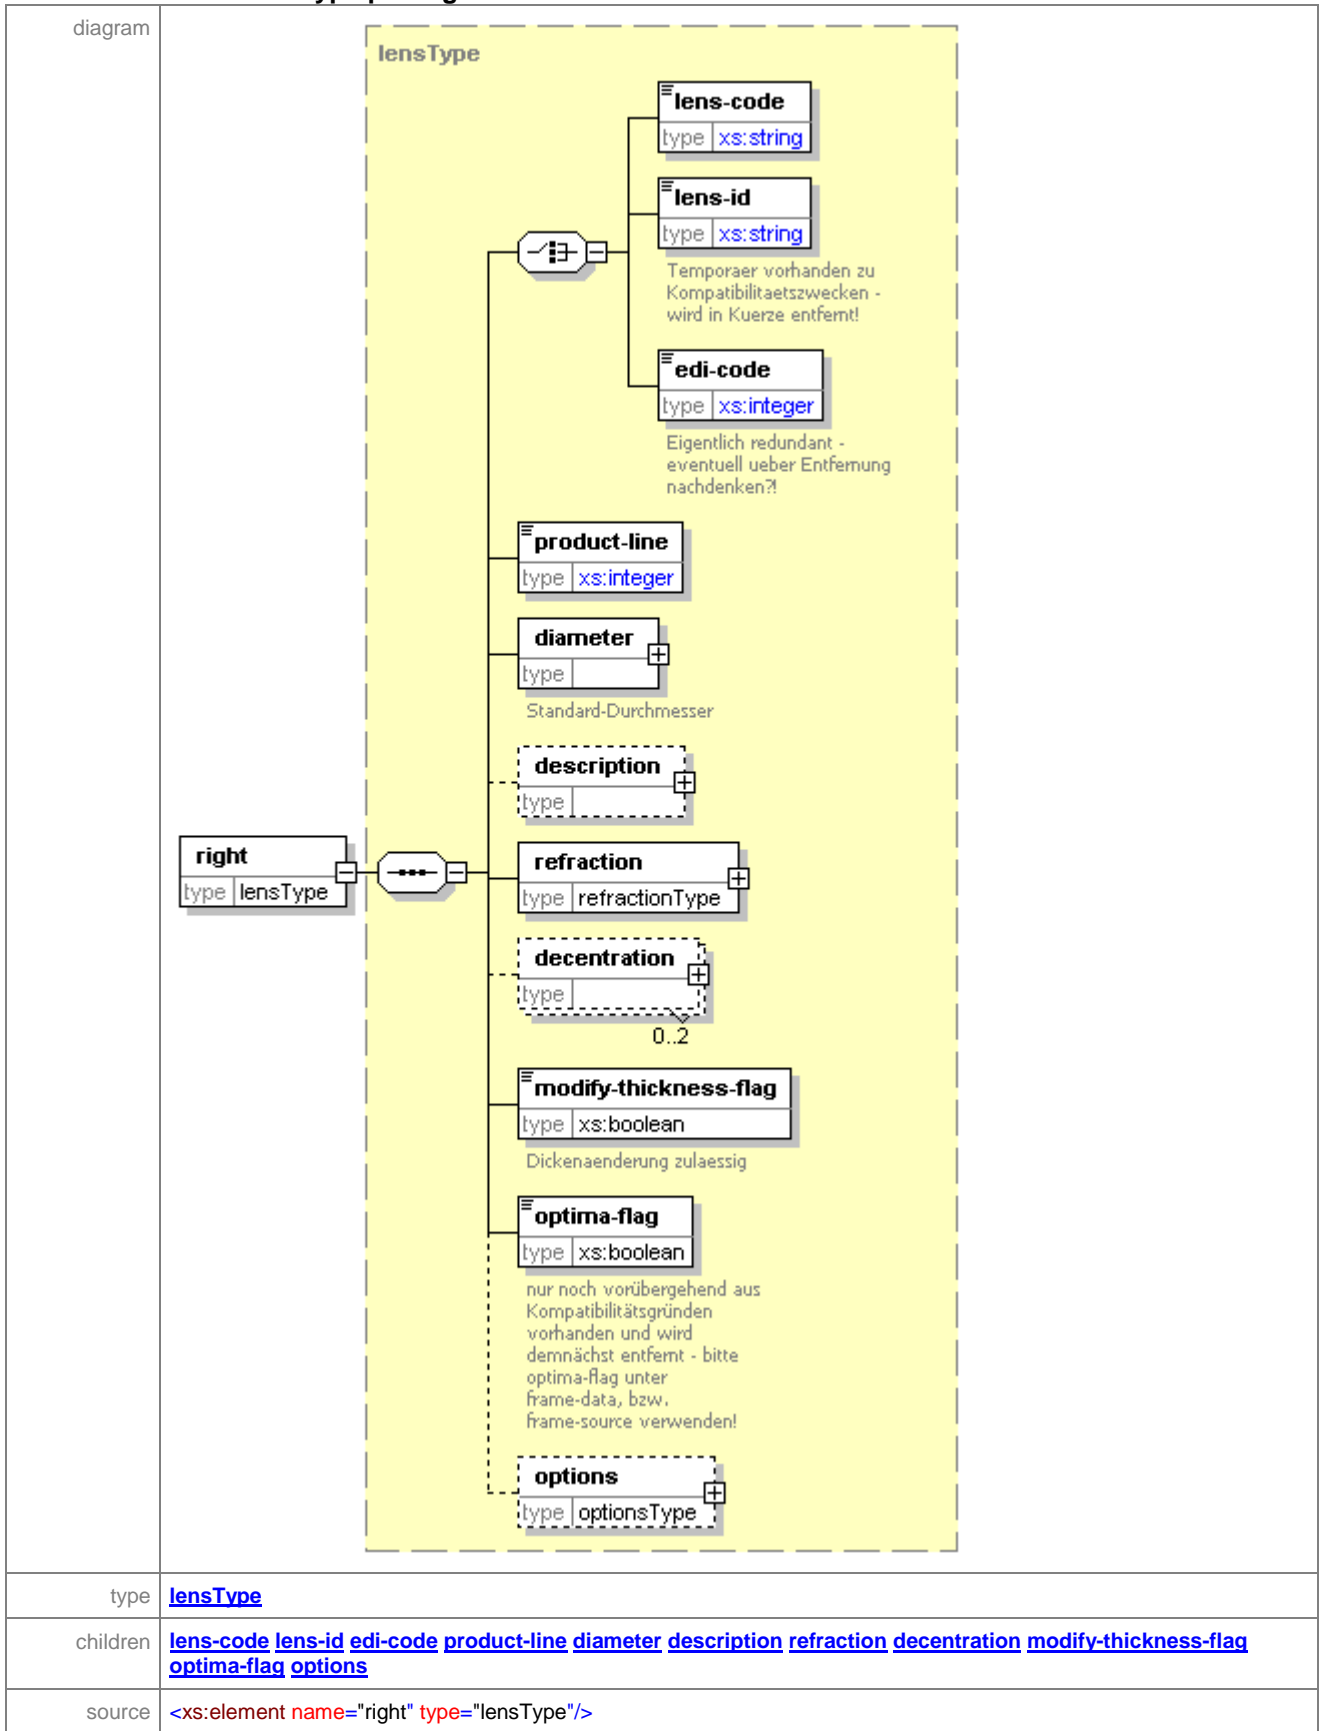 diagram
lensType
lens-code
type xs:string
lens-id
type xs:string
Temporaer vorhanden zu
Kompatibilitaetszwecken -
wird in Kuerze entfernt!
edi-code
type xs:integer
Eigentlich redundant -
eventuell ueber Entfernung
nachdenken?!
product-line
type xs:integer
diameter
type
Standard-Durchmesser
description
type
right
type lensType
refraction
type refractionType
decentration
type
0..2
modify-thickness-flag
type xs:boolean
Dickenaenderung zulaessig
optima-flag
type xs:boolean
nur noch vorübergehend aus
Kompatibilitätsgründen
vorhanden und wird
demnächst entfernt - bitte
optima-flag unter
frame-data, bzw.
frame-source verwenden!
options
type optionsType
type lensType
children lens-code lens-id edi-code product-line diameter description refraction decentration modify-thickness-flag
optima-flag options
source <xs:element name="right" type="lensType"/>